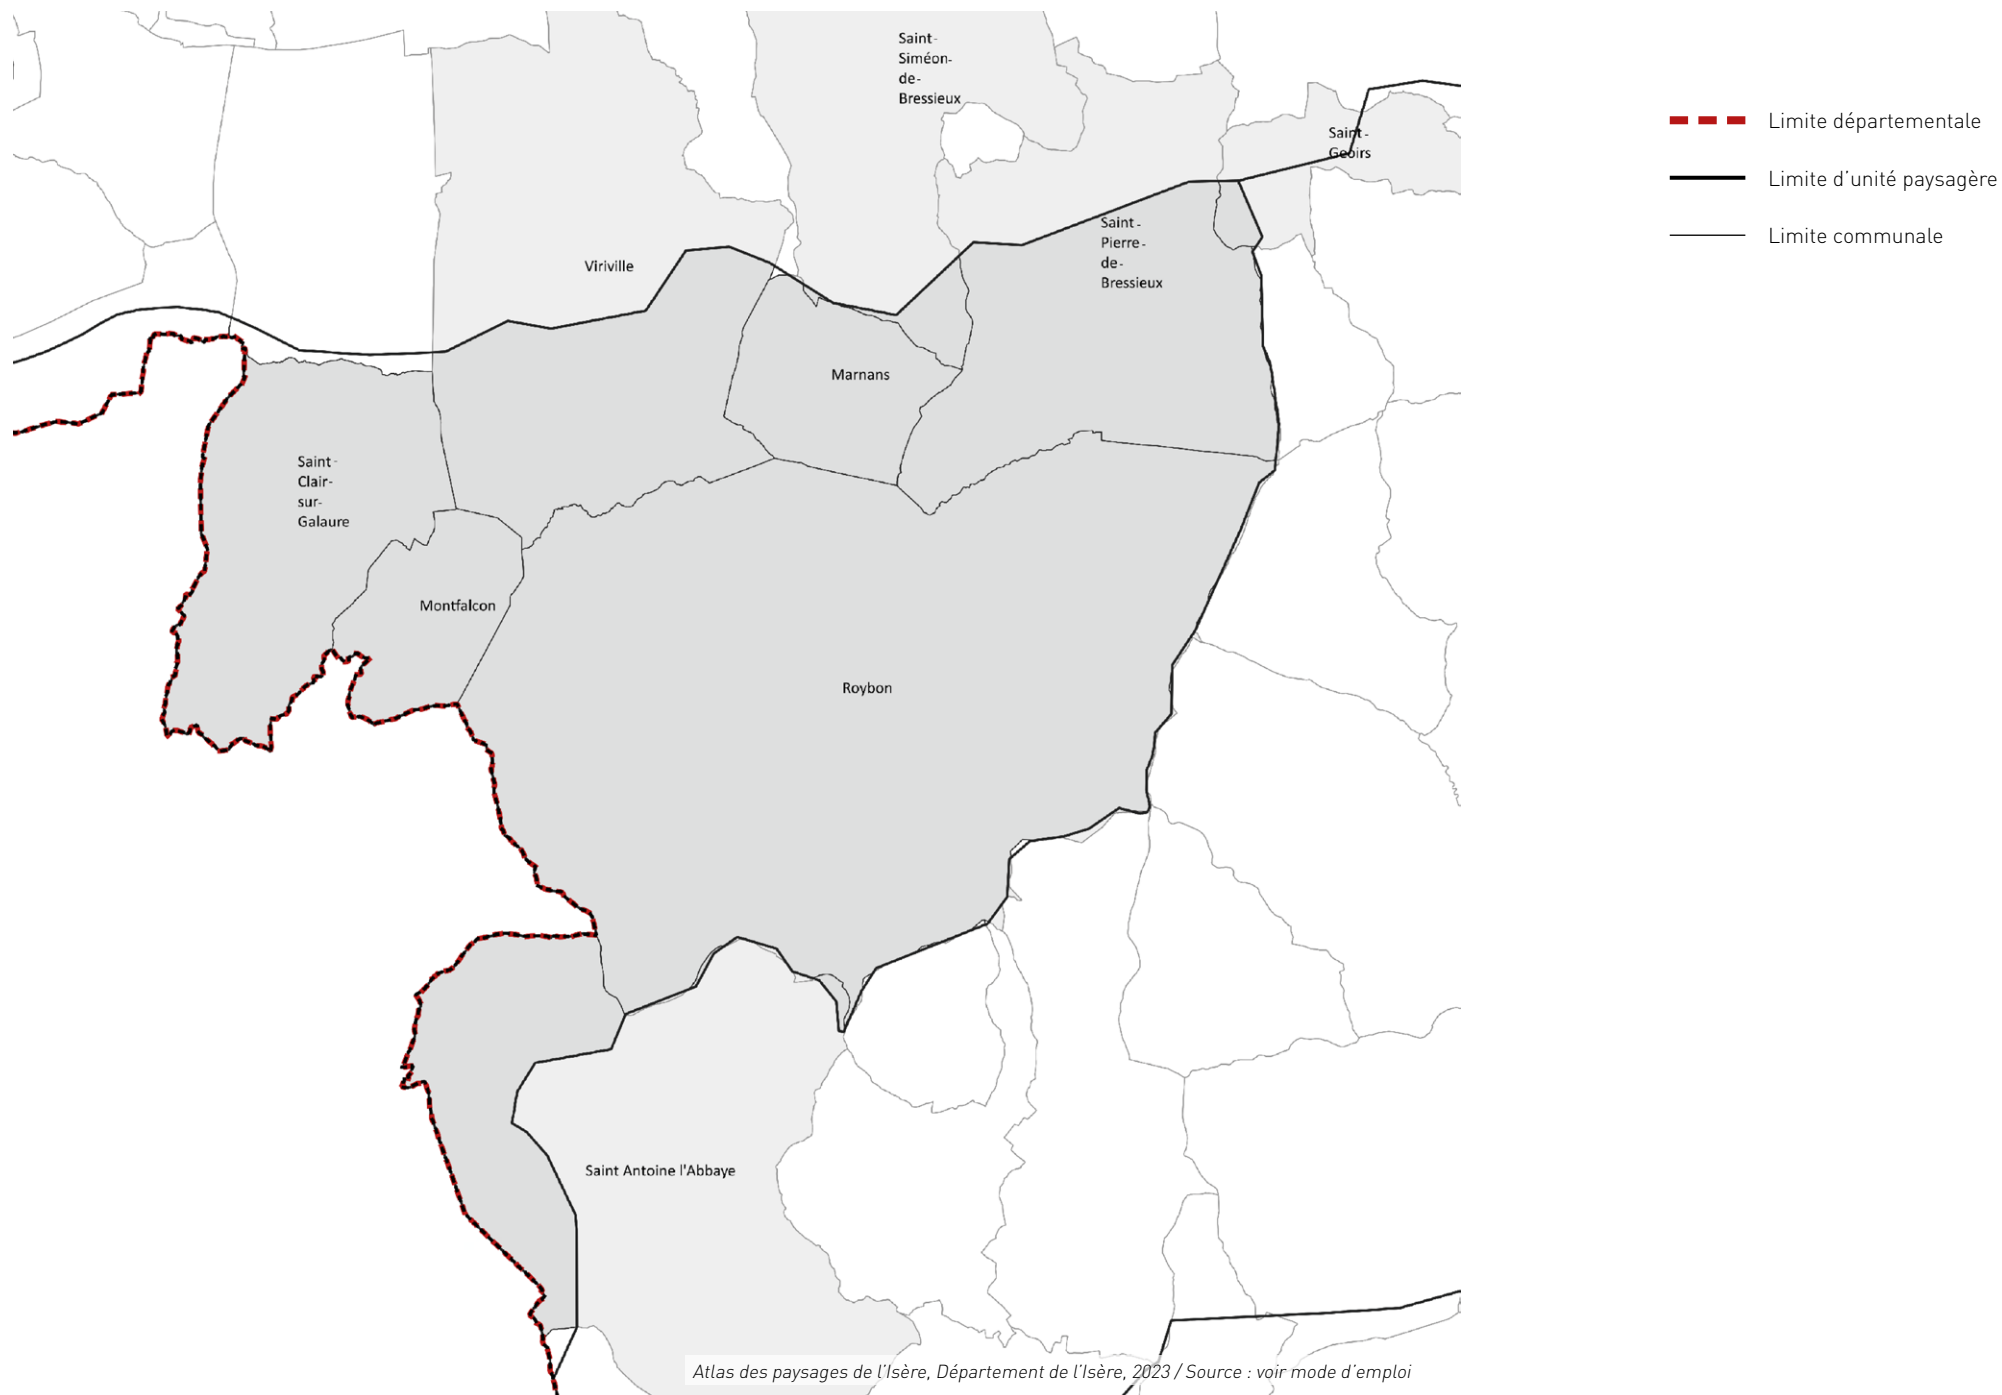 Saint-
Siméon-
de-
Bressieux
Saint-
Geoirs
Saint-
Pierre-
de-
Bressieux
Viriville
Marnans
Saint-
Clair-
sur-
Galaure
Montfalcon
Roybon
Saint Antoine l'Abbaye
Limite départementale
Limite d'unité paysagère
Limite communale
Atlas des paysages de l'Isère, Département de l'Isère, 2023 / Source : voir mode d'emploi